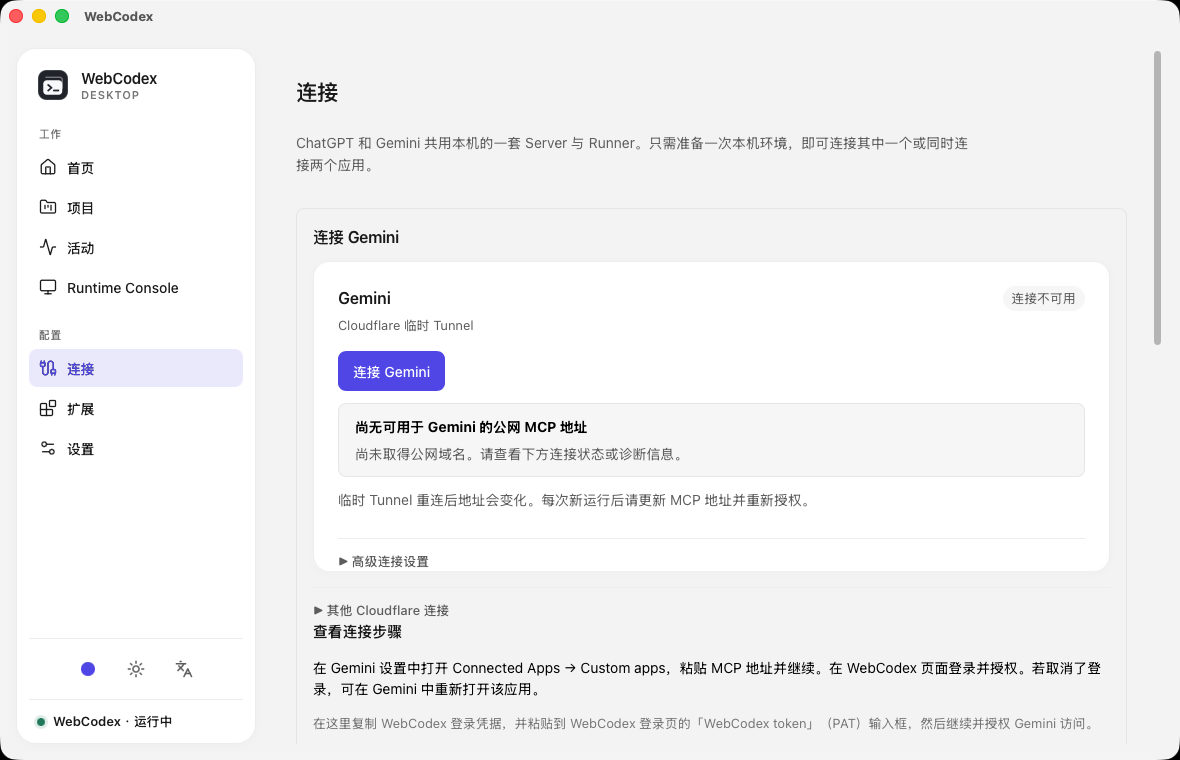 WebCodex
WebCodex
DESKTOP
工作
首页
项目
活动
Runtime Console
配置
连接
扩展
设置
WebCodex · 运行中
连接
ChatGPT 和 Gemini 共用本机的一套 Server 与 Runner。只需准备一次本机环境，即可连接其中一个或同时连
接两个应用。
连接 Gemini
Gemini
连接不可用
Cloudflare 临时 Tunnel
连接 Gemini
尚无可用于 Gemini 的公网 MCP 地址
尚未取得公网域名。请查看下方连接状态或诊断信息。
临时 Tunnel 重连后地址会变化。每次新运行后请更新 MCP 地址并重新授权。
▶ 高级连接设置
▶ 其他 Cloudflare 连接
查看连接步骤
在 Gemini 设置中打开 Connected Apps → Custom apps，粘贴 MCP 地址并继续。在 WebCodex 页面登录并授权。若取消了登
录，可在 Gemini 中重新打开该应用。
在这里复制 WebCodex 登录凭据，并粘贴到 WebCodex 登录页的「WebCodex token」（PAT）输入框，然后继续并授权 Gemini 访问。